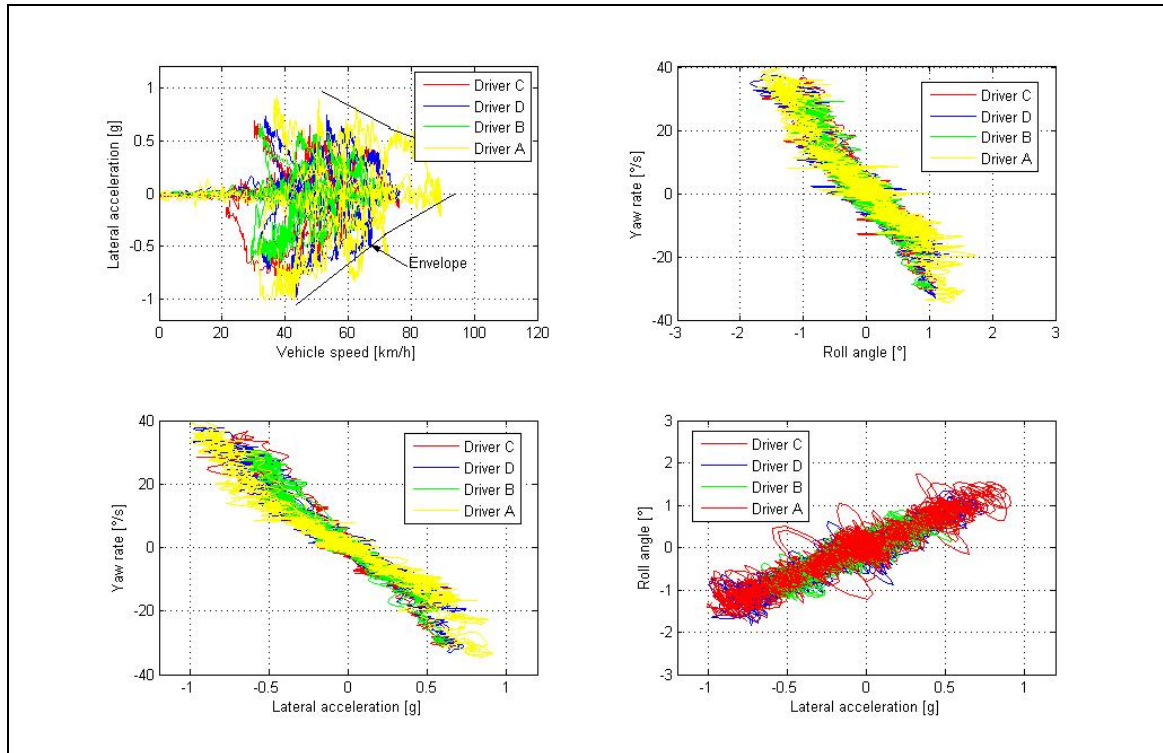 Lateral acceleration [g]
1
0.5
0
-0.5
-1
0
20
40
60
80
100
120
Vehicle speed [km/h]
Driver C
Driver D
Driver B
Driver A
Envelope
Yaw rate [°/s]
40
20
0
-20
-40
-3
-2
-1
0
1
2
3
Roll angle [°]
Driver C
Driver D
Driver B
Driver A
Yaw rate [°/s]
40
20
0
-20
-40
-1
-0.5
0
0.5
1
Lateral acceleration [g]
Driver C
Driver D
Driver B
Driver A
Roll angle [°]
3
2
1
0
-1
-2
-3
-1
-0.5
0
0.5
1
Lateral acceleration [g]
Driver C
Driver D
Driver B
Driver A